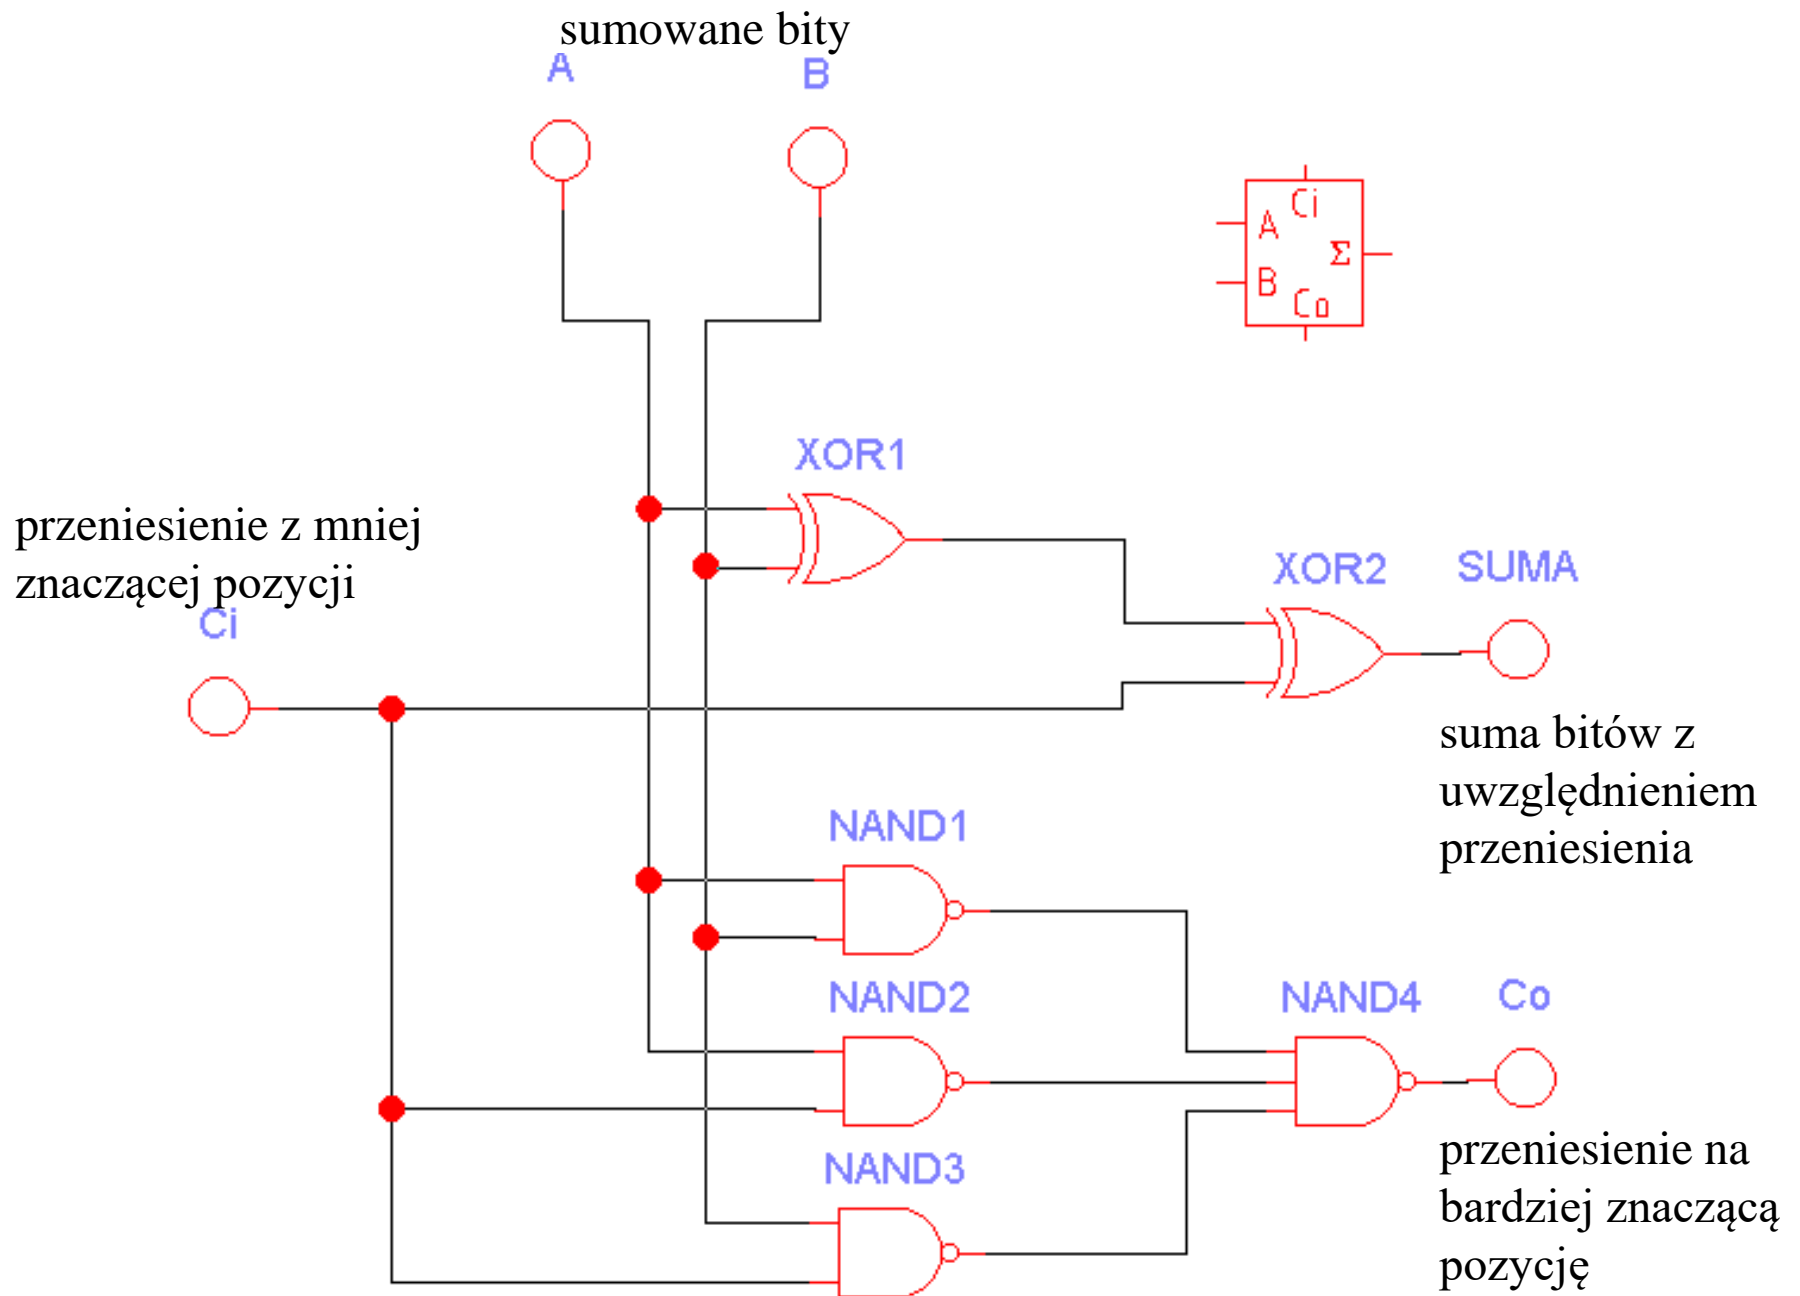 sumowane bity
A
B
Ci
A
Σ
B
Co
XOR1
przeniesienie z mniej
znaczącej pozycji
Ci
XOR2
SUMA
suma bitów z
uwzględnieniem
przeniesienia
NAND1
NAND2
NAND4
Co
NAND3
przeniesienie na
bardziej znaczącą
pozycję